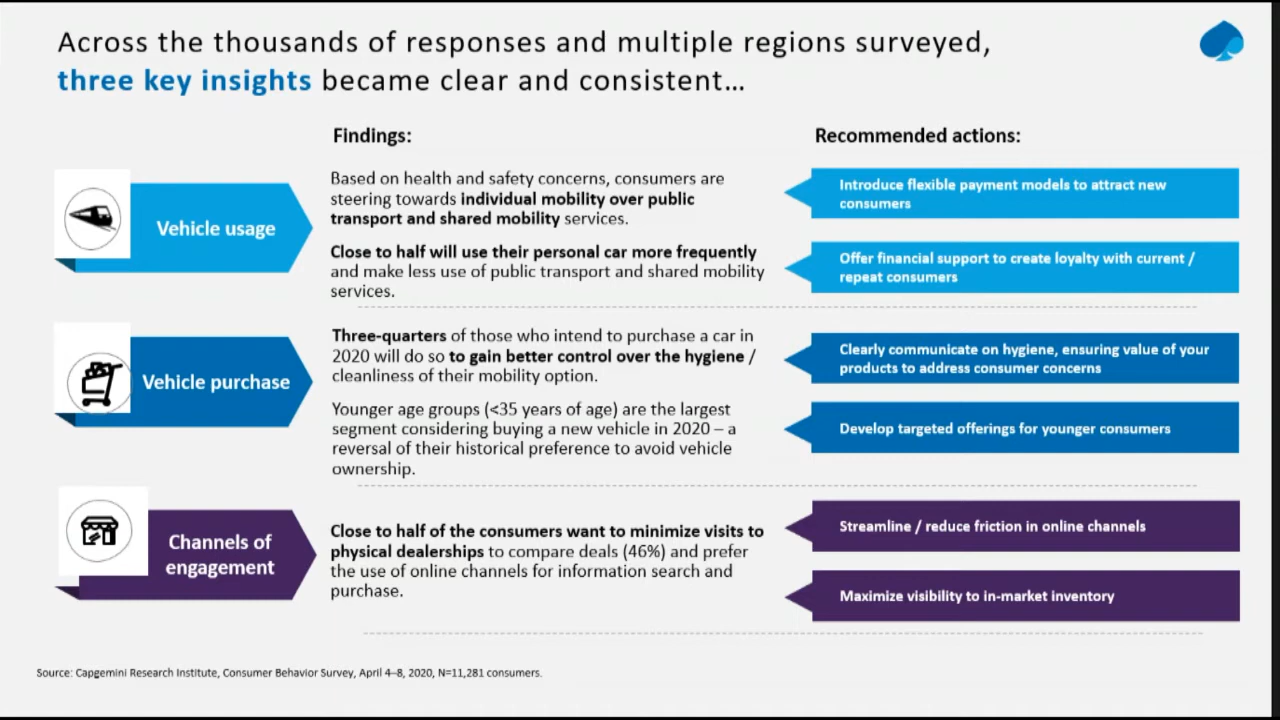 Across the thousands of responses and multiple regions surveyed,
three key insights became clear and consistent…
Findings:
Recommended actions:
Vehicle usage
Based on health and safety concerns, consumers are
steering towards individual mobility over public
transport and shared mobility services.
Close to half will use their personal car more frequently
and make less use of public transport and shared mobility
services.
Introduce flexible payment models to attract new
consumers
Offer financial support to create loyalty with current /
repeat consumers
Vehicle purchase
Three-quarters of those who intend to purchase a car in
2020 will do so to gain better control over the hygiene /
cleanliness of their mobility option.
Younger age groups (<35 years of age) are the largest
segment considering buying a new vehicle in 2020 – a
reversal of their historical preference to avoid vehicle
ownership.
Clearly communicate on hygiene, ensuring value of your
products to address consumer concerns
Develop targeted offerings for younger consumers
Channels of
engagement
Close to half of the consumers want to minimize visits to
physical dealerships to compare deals (46%) and prefer
the use of online channels for information search and
purchase.
Streamline / reduce friction in online channels
Maximize visibility to in-market inventory
Source: Capgemini Research Institute, Consumer Behavior Survey, April 4–8, 2020, N=11,281 consumers.